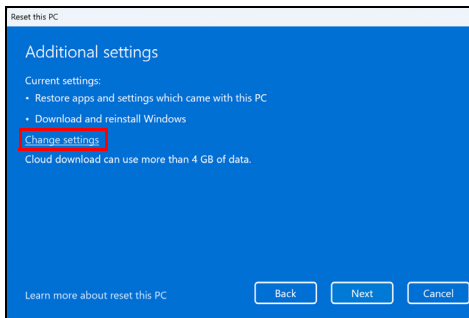 Reset this PC
Additional settings
Current settings:
• Restore apps and settings which came with this PC
• Download and reinstall Windows
Change settings
Cloud download can use more than 4 GB of data.
Learn more about reset this PC
Back
Next
Cancel